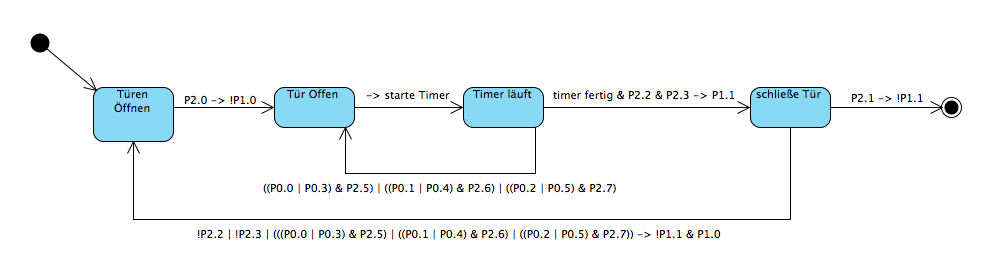 Türen
Öffnen
P2.0 -> !P1.0
Tür Offen
-> starte Timer
Timer läuft
timer fertig & P2.2 & P2.3 -> P1.1
schließe Tür
P2.1 -> !P1.1
((P0.0 | P0.3) & P2.5) | ((P0.1 | P0.4) & P2.6) | ((P0.2 | P0.5) & P2.7)
!P2.2 | !P2.3 | (((P0.0 | P0.3) & P2.5) | ((P0.1 | P0.4) & P2.6) | ((P0.2 | P0.5) & P2.7)) -> !P1.1 & P1.0